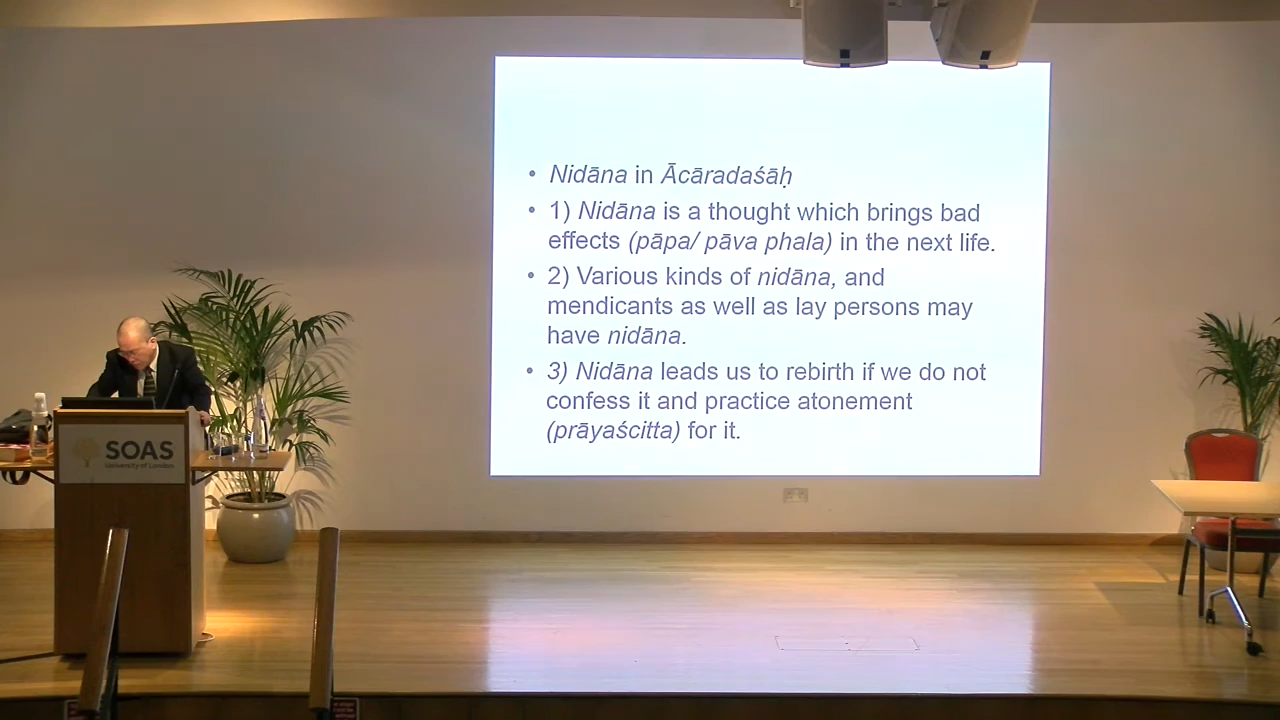 • Nidāna in Ācāradaśāḥ
• 1) Nidāna is a thought which brings bad
effects (pāpa/ pāva phala) in the next life.
• 2) Various kinds of nidāna, and
mendicants as well as lay persons may
have nidāna.
• 3) Nidāna leads us to rebirth if we do not
confess it and practice atonement
(prāyaścitta) for it.
SOAS
University of London